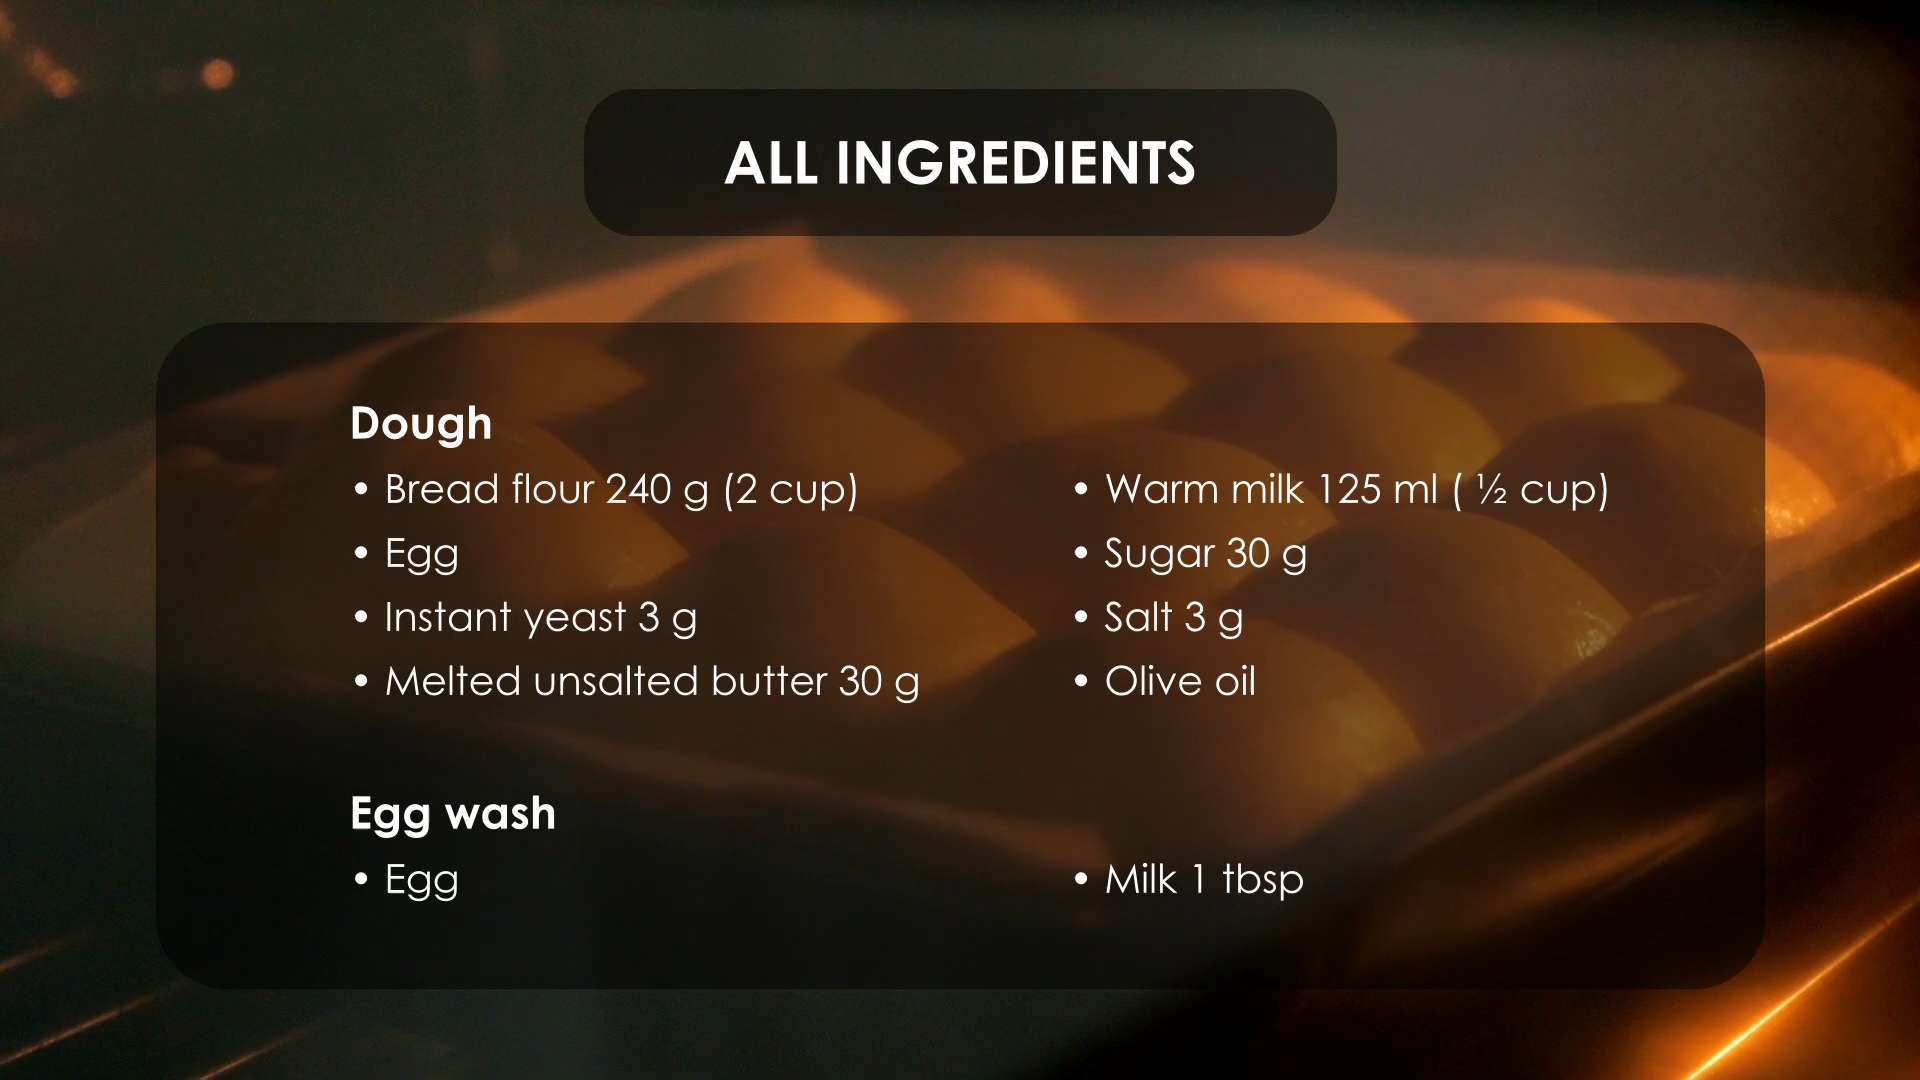 ALL INGREDIENTS
Dough
• Bread flour 240 g (2 cup)
• Egg
• Instant yeast 3 g
• Melted unsalted butter 30 g
• Warm milk 125 ml ( ½ cup)
• Sugar 30 g
• Salt 3 g
• Olive oil
Egg wash
• Egg
• Milk 1 tbsp